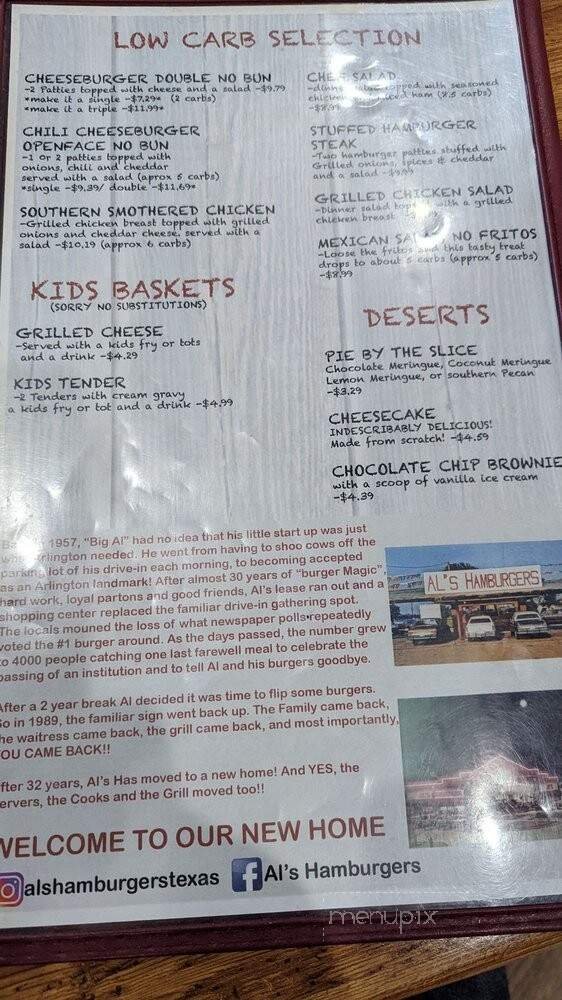 LOW CARB SELECTION
CHEESEBURGER DOUBLE NO BUN
-2 Patties topped with cheese and a salad -$9.79
*make it a single -$7.29* (2 carbs)
*make it a triple -$11.99*
CHILI CHEESEBURGER
OPENFACE NO BUN
-1 or 2 patties topped with
onions, chili and cheddar
served with a salad (aprox 5 carbs)
*single -$9.39/ double -$11.69*
SOUTHERN SMOTHERED CHICKEN
-Grilled chicken breast topped with grilled
onions and cheddar cheese, served with a
salad -$10.19 (approx 6 carbs)
KIDS BASKETS
(SORRY NO SUBSTITUTIONS)
GRILLED CHEESE
-Served with a kids fry or tots
and a drink -$4.29
KIDS TENDER
-2 Tenders with cream gravy
a kids fry or tot and a drink -$4.99
SALAD
topped with seasoned
ham (8.5 carbs)
STUFFED HAMBURGER
STEAK
-Two hamburger patties stuffed with
Grilled onions, spices & cheddar
and a salad
GRILLED CHICKEN SALAD
-Dinner salad with a grilled
chicken breast
MEXICAN NO FRITOS
-Loose the fritos and this tasty treat
drops to about 5 carbs (approx 5 carbs)
-$8.99
DESERTS
PIE BY THE SLICE
Chocolate Meringue, Coconut Meringue
Lemon Meringue, or southern Pecan
-$3.29
CHEESECAKE
INDESCRIBABLY DELICIOUS!
Made from scratch! -$4.59
CHOCOLATE CHIP BROWNIE
with a scoop of vanilla ice cream
-$4.39
1957, "Big Al" had no idea that his little start up was just
Arlington needed. He went from having to shoo cows off the
parking lot of his drive-in each morning, to becoming accepted
as an Arlington landmark! After almost 30 years of "burger Magic",
hard work, loyal partons and good friends, Al's lease ran out and a
shopping center replaced the familiar drive-in gathering spot.
The locals mouned the loss of what newspaper polls repeatedly
voted the #1 burger around. As the days passed, the number grew
to 4000 people catching one last farewell meal to celebrate the
passing of an institution and to tell Al and his burgers goodbye.
After a 2 year break Al decided it was time to flip some burgers.
So in 1989, the familiar sign went back up. The Family came back,
the waitress came back, the grill came back, and most importantly,
YOU CAME BACK!!
After 32 years, Al's Has moved to a new home! And YES, the
servers, the Cooks and the Grill moved too!!
WELCOME TO OUR NEW HOME
alshamburgerstexas
Al's Hamburgers
AL'S HAMBURGERS
menupix